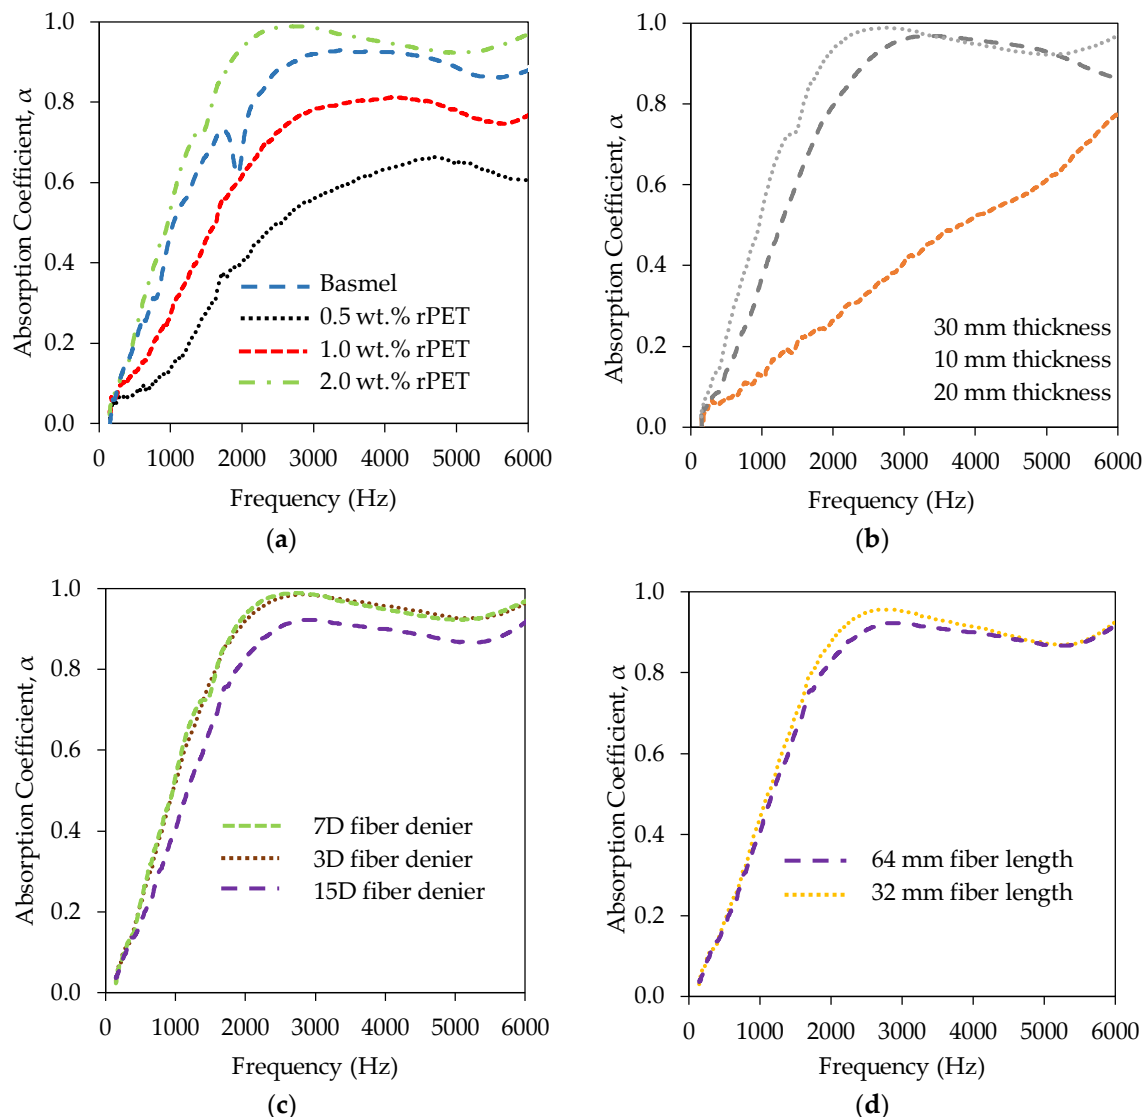 1.0
0.8
0.6
0.4
0.2
0.0
Absorption Coefficient, α
Basmel
0.5 wt.% rPET
1.0 wt.% rPET
2.0 wt.% rPET
0 1000 2000 3000 4000 5000 6000
Frequency (Hz)
(a)
1.0
0.8
0.6
0.4
0.2
0.0
Absorption Coefficient, α
30 mm thickness
10 mm thickness
20 mm thickness
0 1000 2000 3000 4000 5000 6000
Frequency (Hz)
(b)
1.0
0.8
0.6
0.4
0.2
0.0
Absorption Coefficient, α
7D fiber denier
3D fiber denier
15D fiber denier
0 1000 2000 3000 4000 5000 6000
Frequency (Hz)
(c)
1.0
0.8
0.6
0.4
0.2
0.0
Absorption Coefficient, α
64 mm fiber length
32 mm fiber length
0 1000 2000 3000 4000 5000 6000
Frequency (Hz)
(d)